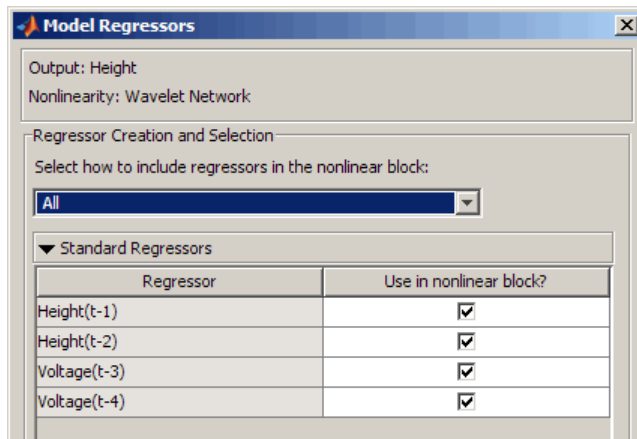 Model Regressors
Output: Height
Nonlinearity: Wavelet Network
Regressor Creation and Selection
Select how to include regressors in the nonlinear block:
All
Standard Regressors
Regressor Use in nonlinear block?
Height(t-1)
Height(t-2)
Voltage(t-3)
Voltage(t-4)